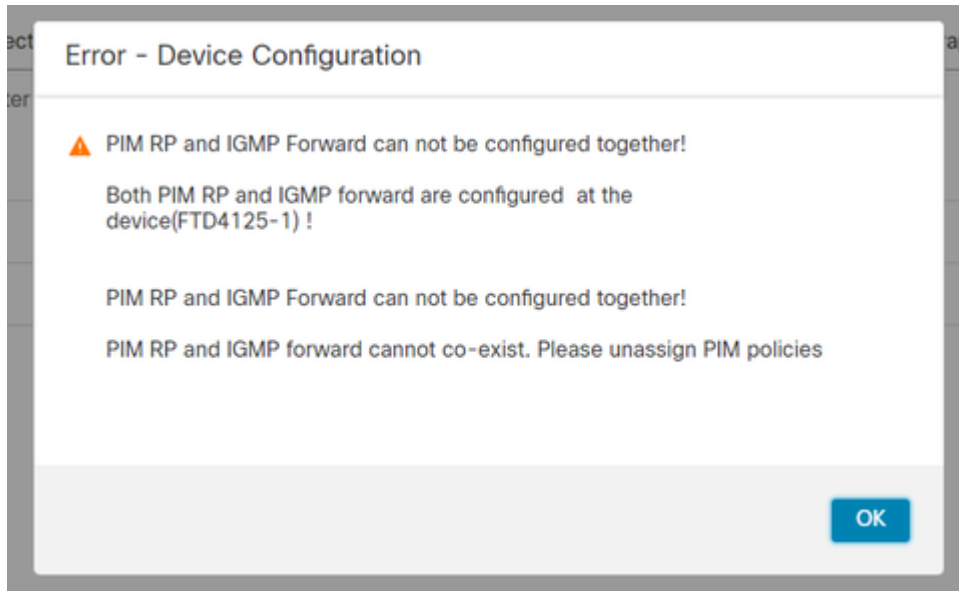 Error - Device Configuration
PIM RP and IGMP Forward can not be configured together!
Both PIM RP and IGMP forward are configured  at the
device(FTD4125-1) !
PIM RP and IGMP Forward can not be configured together!
PIM RP and IGMP forward cannot co-exist. Please unassign PIM policies
OK